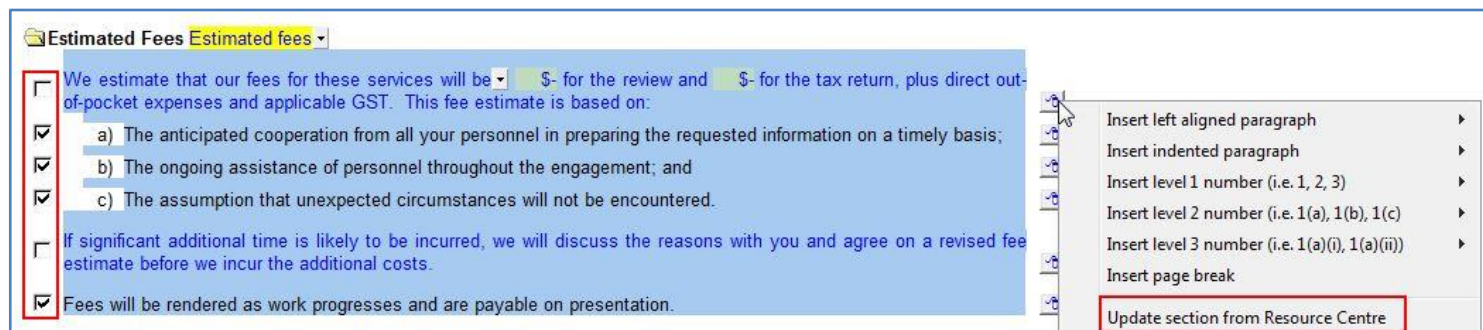 Estimated Fees Estimated fees
We estimate that our fees for these services will be $- for the review and $- for the tax return, plus direct out-
of-pocket expenses and applicable GST. This fee estimate is based on:
a) The anticipated cooperation from all your personnel in preparing the requested information on a timely basis;
b) The ongoing assistance of personnel throughout the engagement; and
c) The assumption that unexpected circumstances will not be encountered.
If significant additional time is likely to be incurred, we will discuss the reasons with you and agree on a revised fee
estimate before we incur the additional costs.
Fees will be rendered as work progresses and are payable on presentation.
Insert left aligned paragraph
Insert indented paragraph
Insert level 1 number (i.e. 1, 2, 3)
Insert level 2 number (i.e. 1(a), 1(b), 1(c)
Insert level 3 number (i.e. 1(a)(i), 1(a)(ii))
Insert page break
Update section from Resource Centre